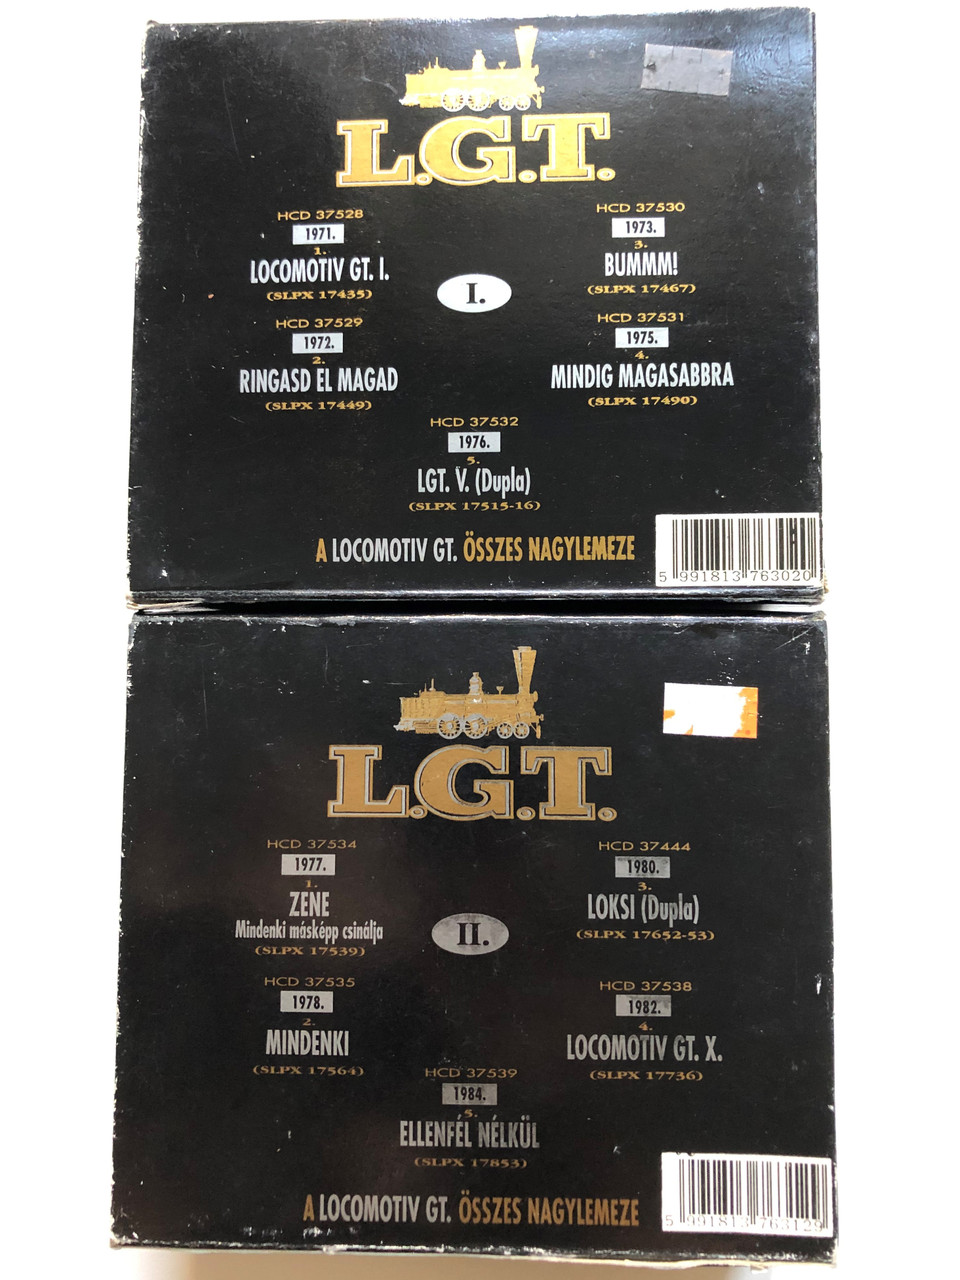 L.G.T.
HCD 37528
1971.
1.
LOCOMOTIV GT. I.
(SLPX 17435)
HCD 37529
1972.
2.
RINGASD EL MAGAD
(SLPX 17449)
I.
HCD 37530
1973.
3.
BUMMM!
(SLPX 17467)
HCD 37531
1975.
4.
MINDIG MAGASABBRA
(SLPX 17490)
HCD 37532
1976.
5.
LGT. V. (Dupla)
(SLPX 17515-16)
A LOCOMOTIV GT. ÖSSZES NAGYLEMEZE
5 991813 763020
L.G.T.
HCD 37534
1977.
1.
ZENE
Mindenki másképp csinálja
(SLPX 17539)
HCD 37535
1978.
2.
MINDENKI
(SLPX 17564)
II.
HCD 37444
1980.
3.
LOKSI (Dupla)
(SLPX 17652-53)
HCD 37538
1982.
4.
LOCOMOTIV GT. X.
(SLPX 17736)
HCD 37539
1984.
5.
ELLENFÉL NÉLKÜL
(SLPX 17853)
A LOCOMOTIV GT. ÖSSZES NAGYLEMEZE
5 991813 763129